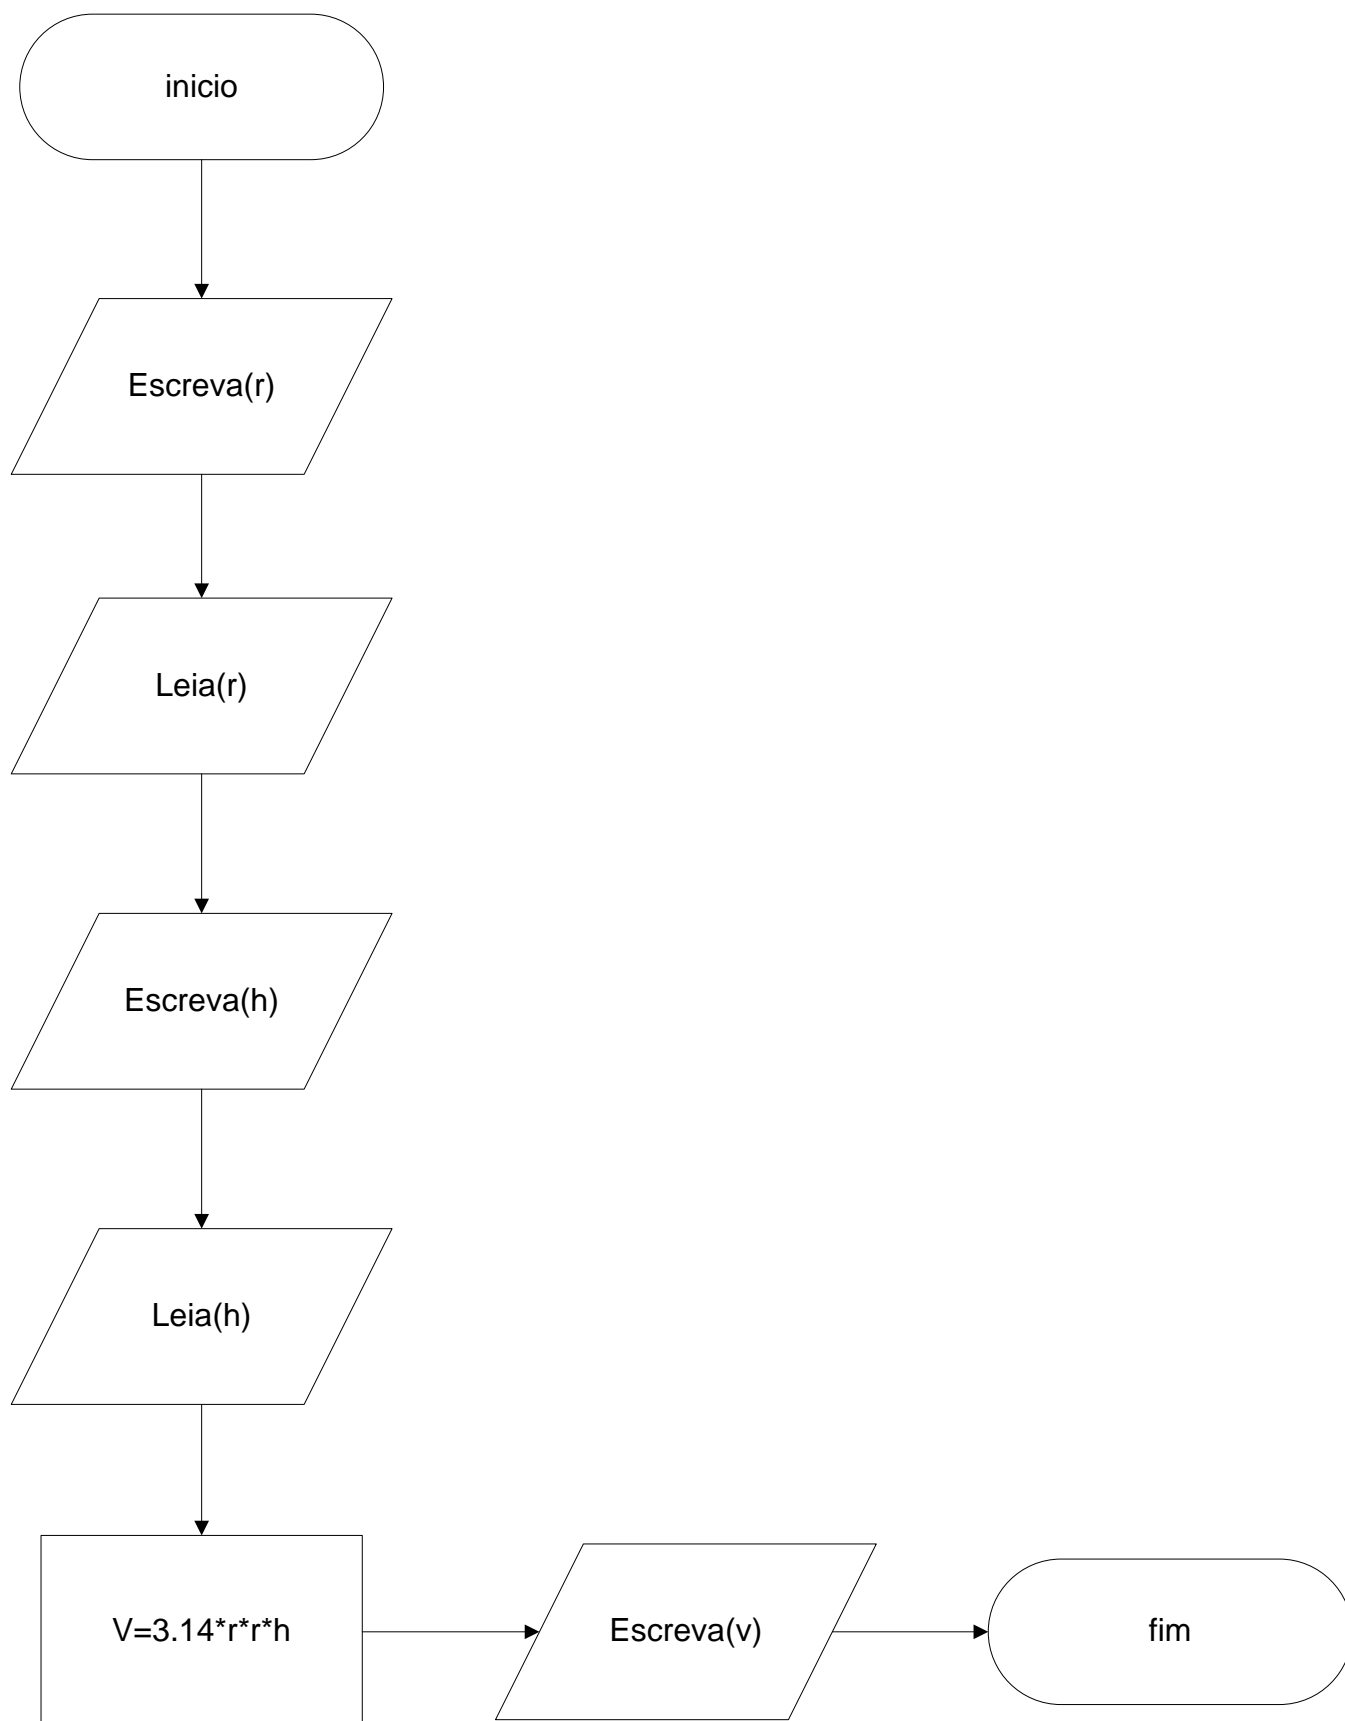 inicio
Escreva(r)
Leia(r)
Escreva(h)
Leia(h)
V=3.14*r*r*h
Escreva(v)
fim